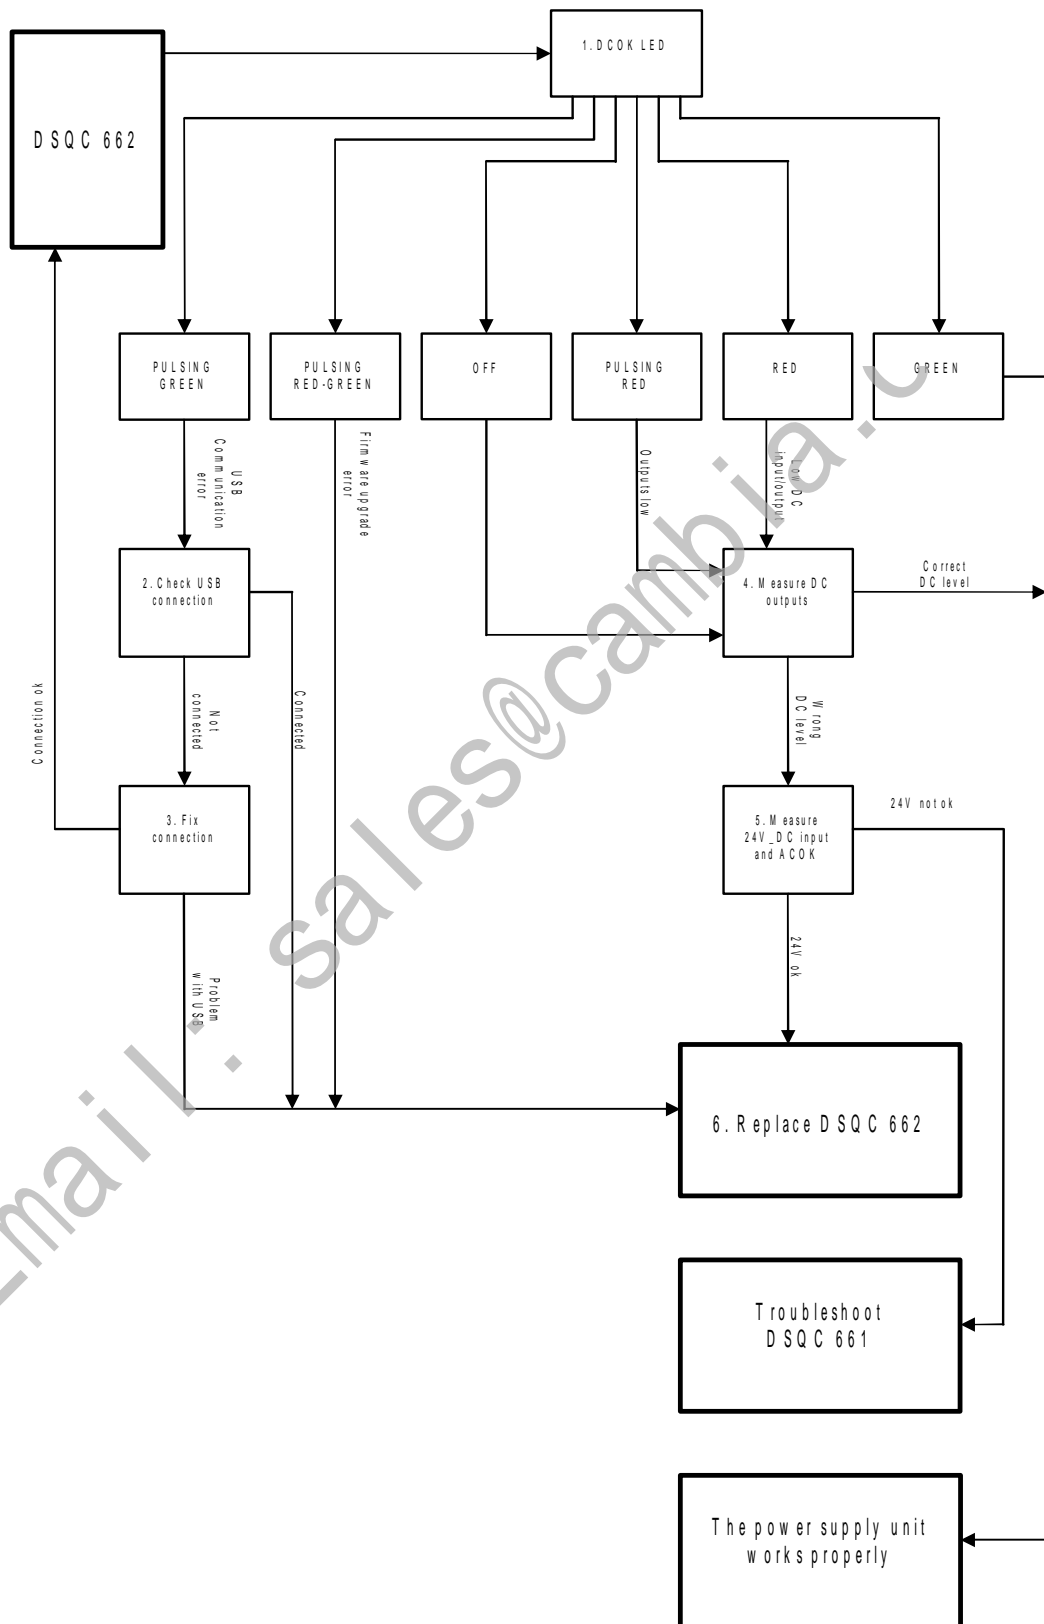 1. DCOK LED
DSQC 662
PULSING
GREEN
PULSING
RED-GREEN
OFF
PULSING
RED
RED
GREEN
USB
Communication
error
Firmware upgrade
error
Outputs low
Low DC
input/output
2. Check USB
connection
4. Measure DC
outputs
Correct
DC level
Connection ok
Not
connected
Connected
Wrong
DC level
3. Fix
connection
5. Measure
24V_DC input
and ACOK
24V not ok
Problem
with USB
24V ok
6. Replace DSQC 662
Troubleshoot
DSQC 661
The power supply unit
works properly
mail: sales@cambia.c